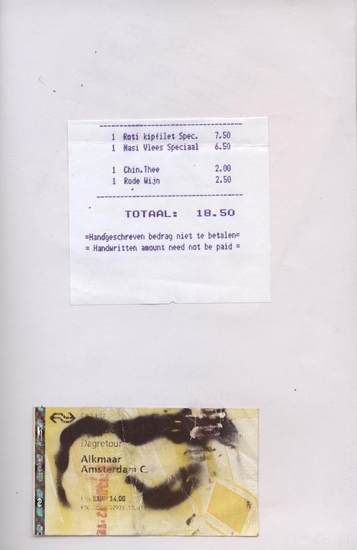 1 Roti kipfilet Spec. 7.50
1 Nasi Vlees Speciaal 6.50
1 Chin.Thee 2.00
1 Rode Wijn 2.50
TOTAAL: 18.50
=Handgeschreven bedrag niet te betalen=
= Handwritten amount need not be paid =
Dagretour
Alkmaar
Amsterdam C.
14.00